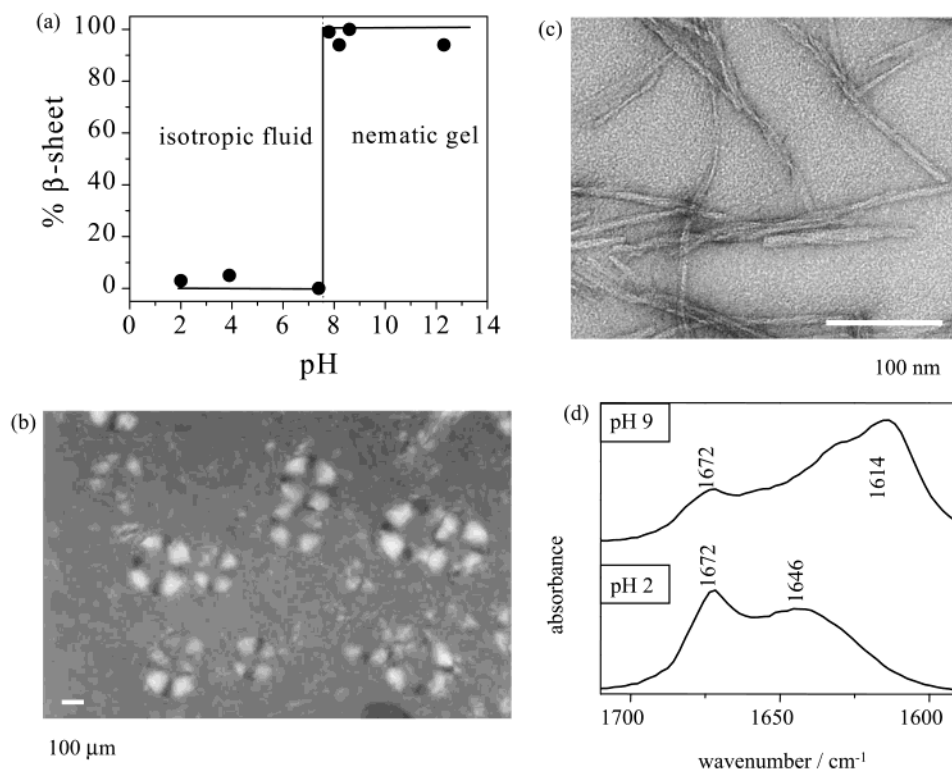 (a)
100
80
60
40
20
0
% β-sheet
isotropic fluid
nematic gel
0 2 4 6 8 10 12 14
pH
(b)
100 μm
(c)
100 nm
(d)
pH 9
1672
1614
pH 2
1672
1646
absorbance
1700 1650 1600
wavenumber / cm⁻¹